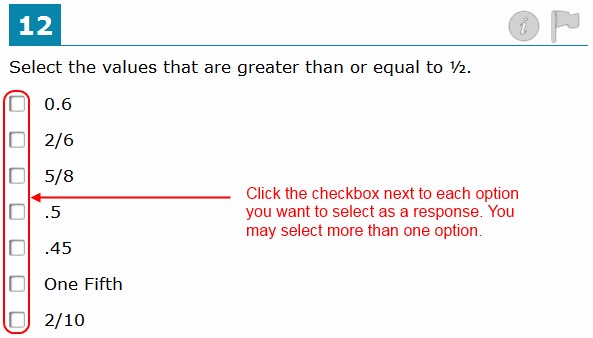 12
i
Select the values that are greater than or equal to ½.
0.6
2/6
5/8
.5
.45
One Fifth
2/10
Click the checkbox next to each option
you want to select as a response. You
may select more than one option.